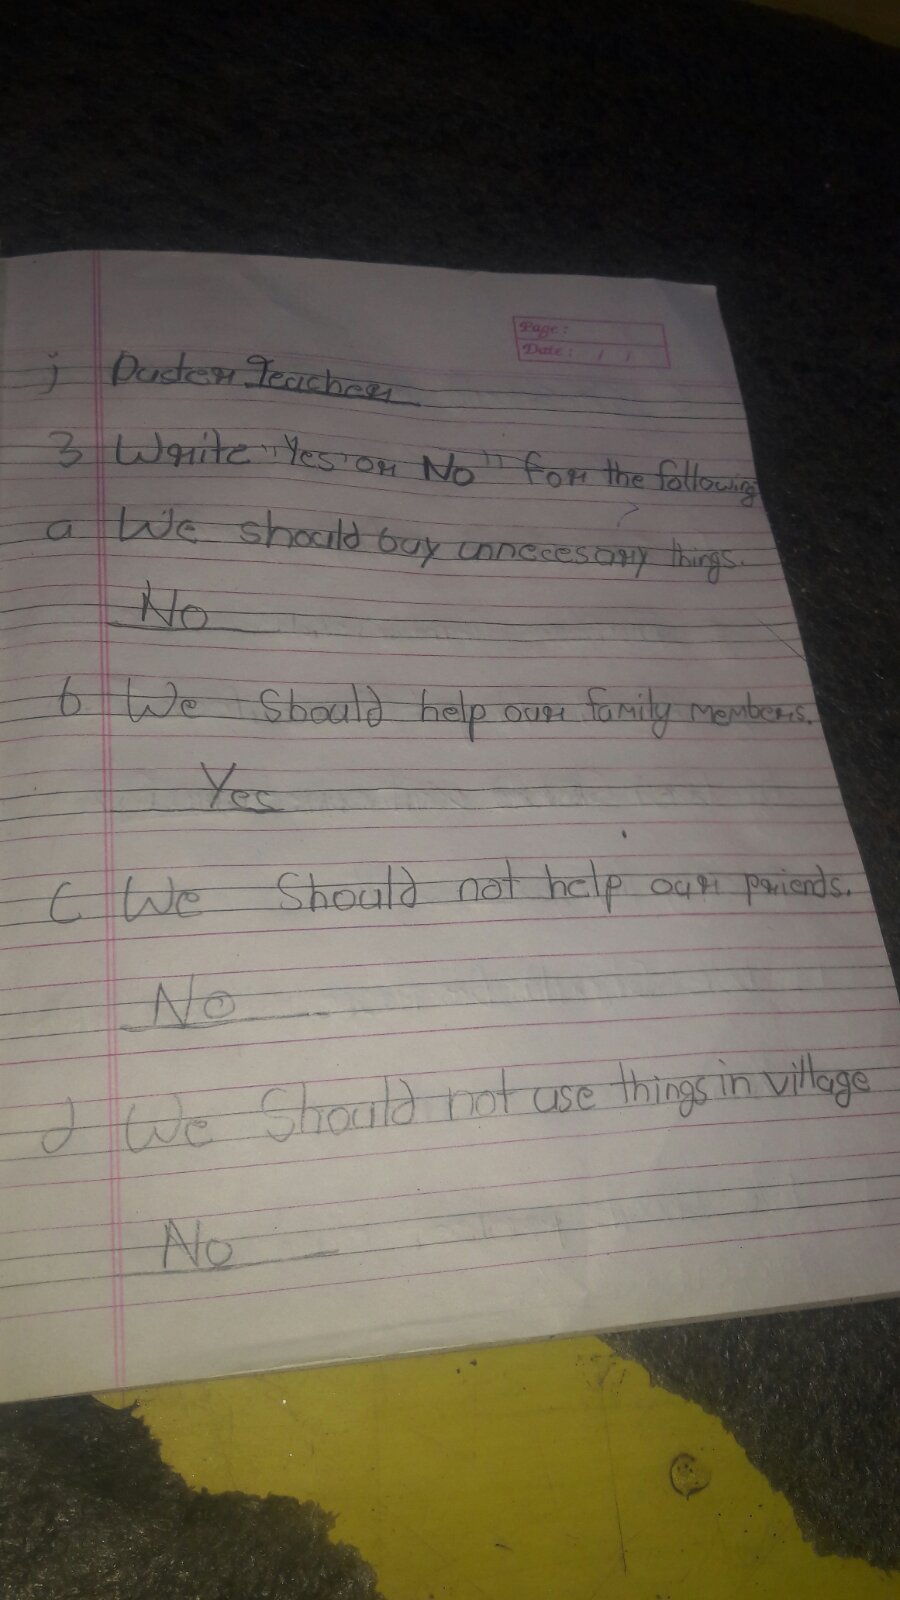 Page:
Date: / /
j Doctor Teacher
3 Write "Yes or No" for the following
?
a We should buy unnecesary things.
No
b We Should help our family members.
Yes
c We Should not help our priends.
No
d We Should not use things in village
No